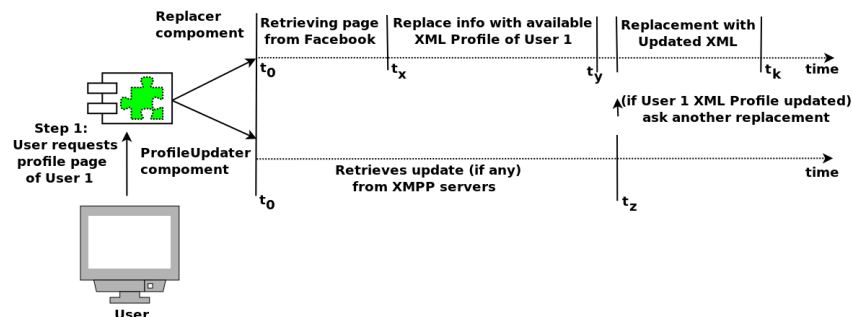 Replacer
compoment
Retrieving page
from Facebook
Replace info with available
XML Profile of User 1
Replacement with
Updated XML
t0
tx
ty
tk
time
(if User 1 XML Profile updated)
ask another replacement
Step 1:
User requests
profile page
of User 1
ProfileUpdater
compoment
Retrieves update (if any)
from XMPP servers
time
t0
tz
User